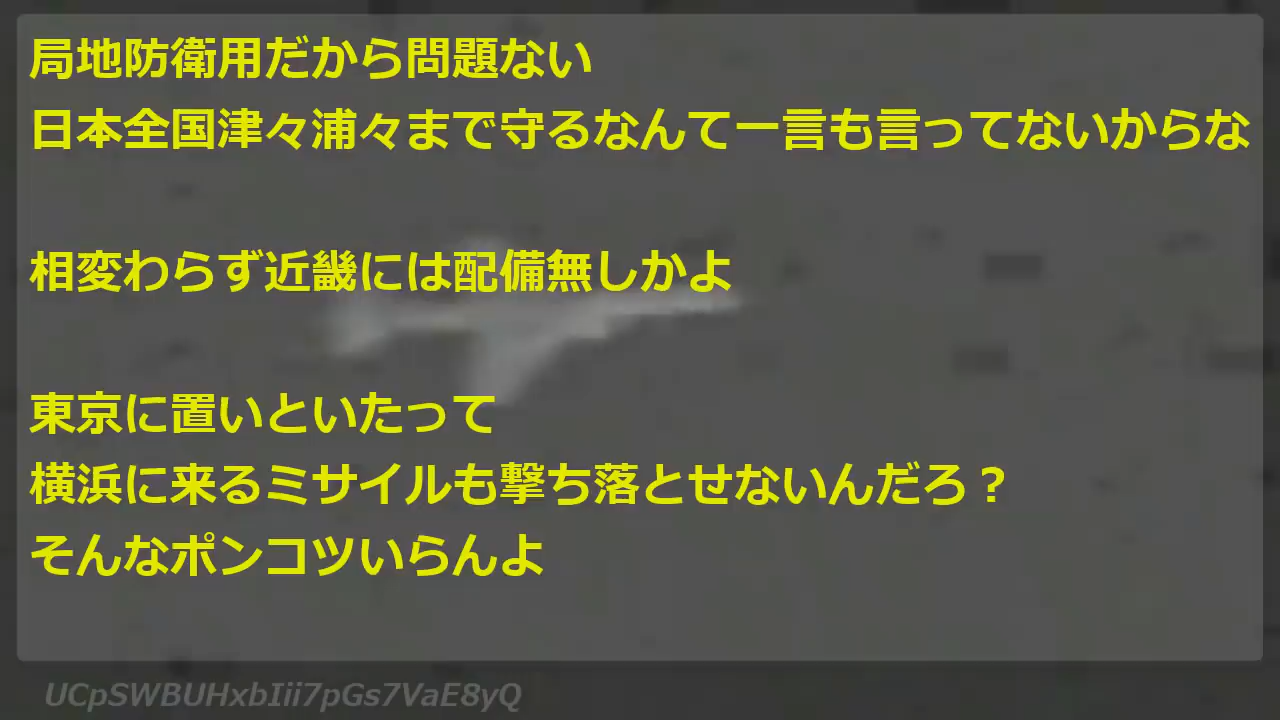 局地防衛用だから問題ない
日本全国津々浦々まで守るなんて一言も言ってないからな
相変わらず近畿には配備無しかよ
東京に置いといたって
横浜に来るミサイルも撃ち落とせないんだろ？
そんなポンコツいらんよ
UCpSWBUHxbIii7pGs7VaE8yQ